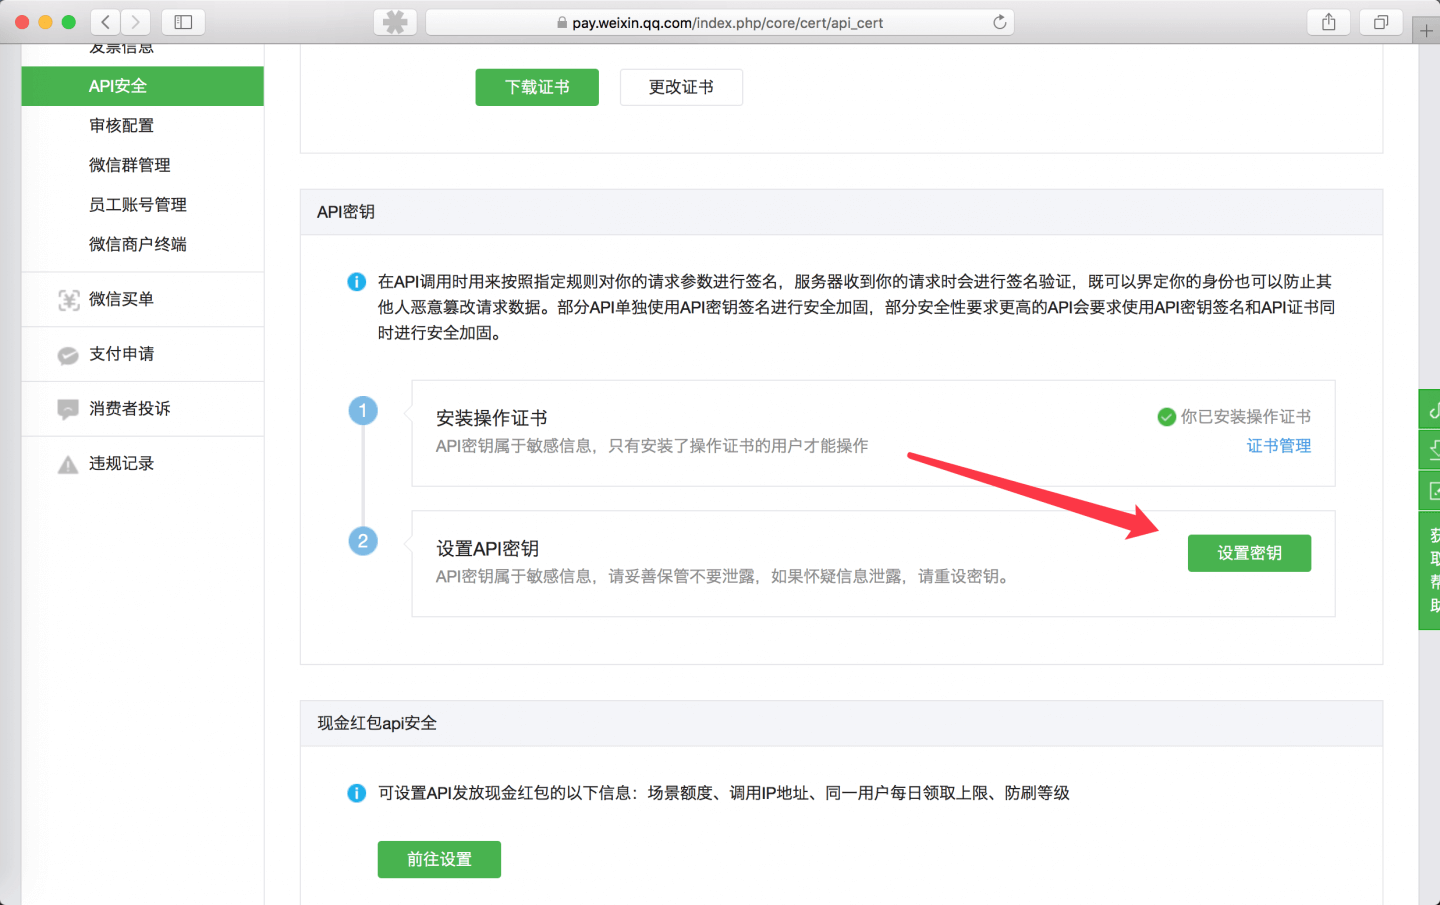 pay.weixin.qq.com/index.php/core/cert/api_cert
发票信息
API安全
审核配置
微信群管理
员工账号管理
微信商户终端
微信买单
支付申请
消费者投诉
违规记录
下载证书
更改证书
API密钥
在API调用时用来按照指定规则对你的请求参数进行签名，服务器收到你的请求时会进行签名验证，既可以界定你的身份也可以防止其
他人恶意篡改请求数据。部分API单独使用API密钥签名进行安全加固，部分安全性要求更高的API会要求使用API密钥签名和API证书同
时进行安全加固。
1
安装操作证书
API密钥属于敏感信息，只有安装了操作证书的用户才能操作
你已安装操作证书
证书管理
2
设置API密钥
API密钥属于敏感信息，请妥善保管不要泄露，如果怀疑信息泄露，请重设密钥。
设置密钥
现金红包api安全
可设置API发放现金红包的以下信息：场景额度、调用IP地址、同一用户每日领取上限、防刷等级
前往设置
获
取
帮
助